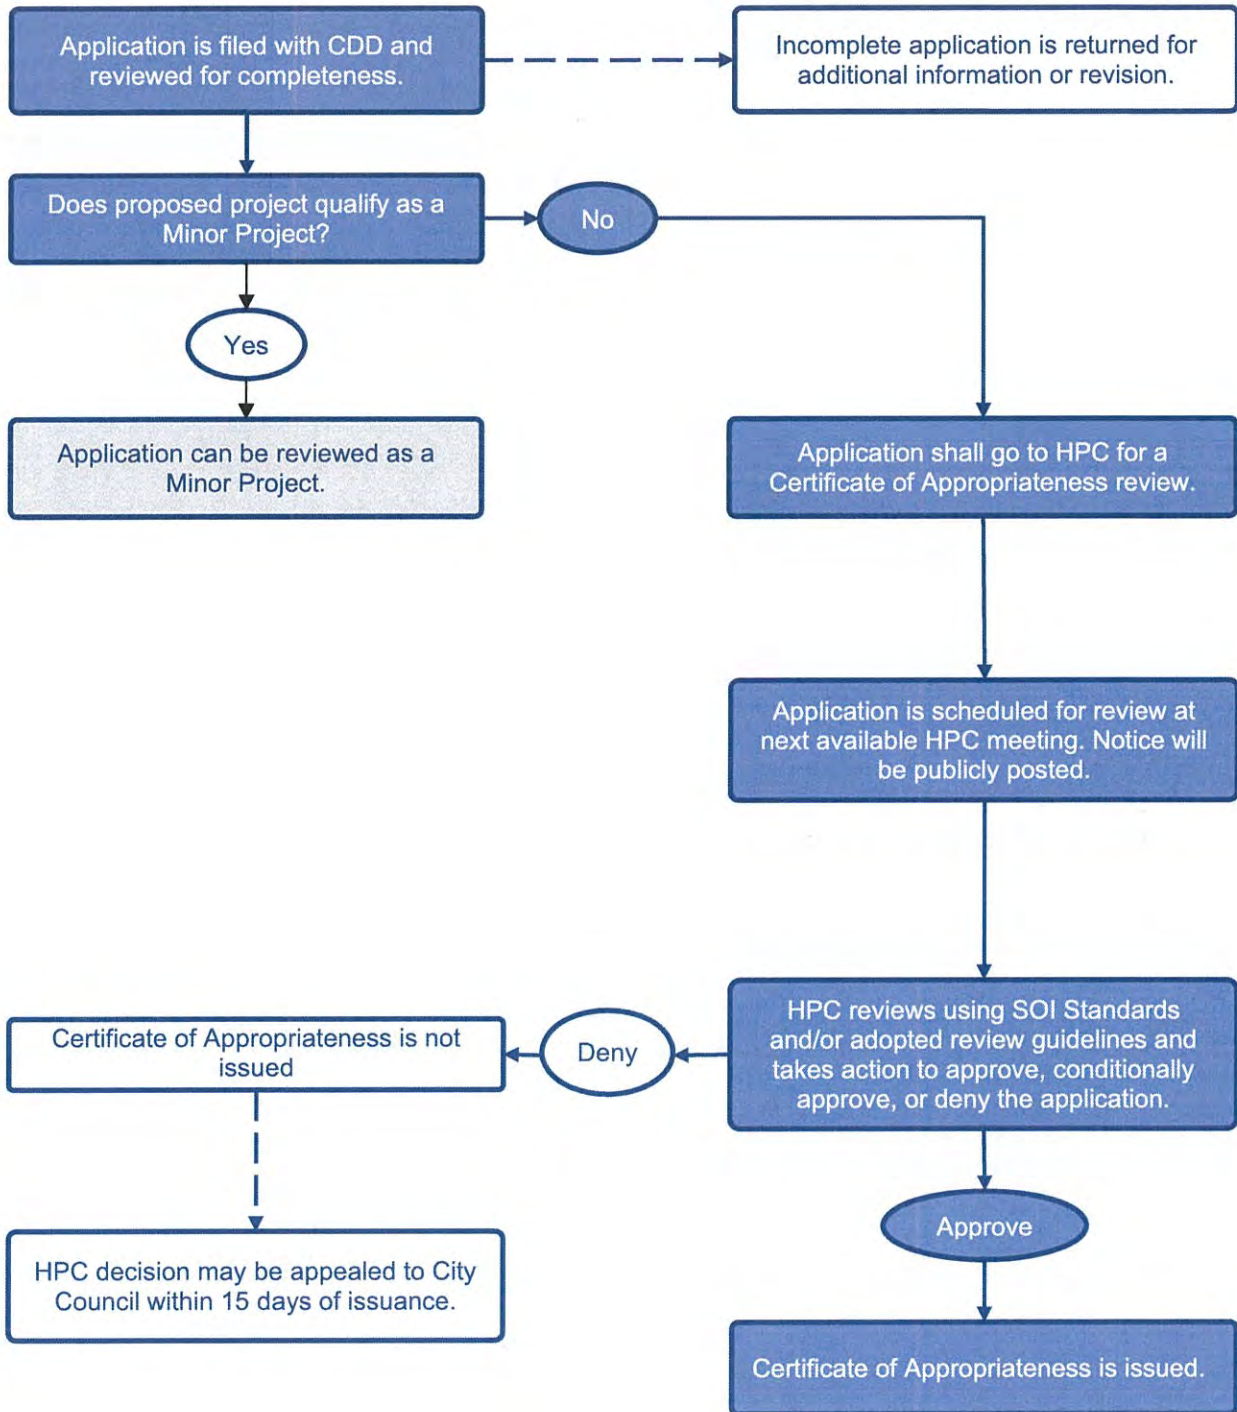 Application is filed with CDD and
reviewed for completeness.
Incomplete application is returned for
additional information or revision.
Does proposed project qualify as a
Minor Project?
No
Yes
Application can be reviewed as a
Minor Project.
Application shall go to HPC for a
Certificate of Appropriateness review.
Application is scheduled for review at
next available HPC meeting. Notice will
be publicly posted.
HPC reviews using SOI Standards
and/or adopted review guidelines and
takes action to approve, conditionally
approve, or deny the application.
Deny
Certificate of Appropriateness is not
issued
HPC decision may be appealed to City
Council within 15 days of issuance.
Approve
Certificate of Appropriateness is issued.